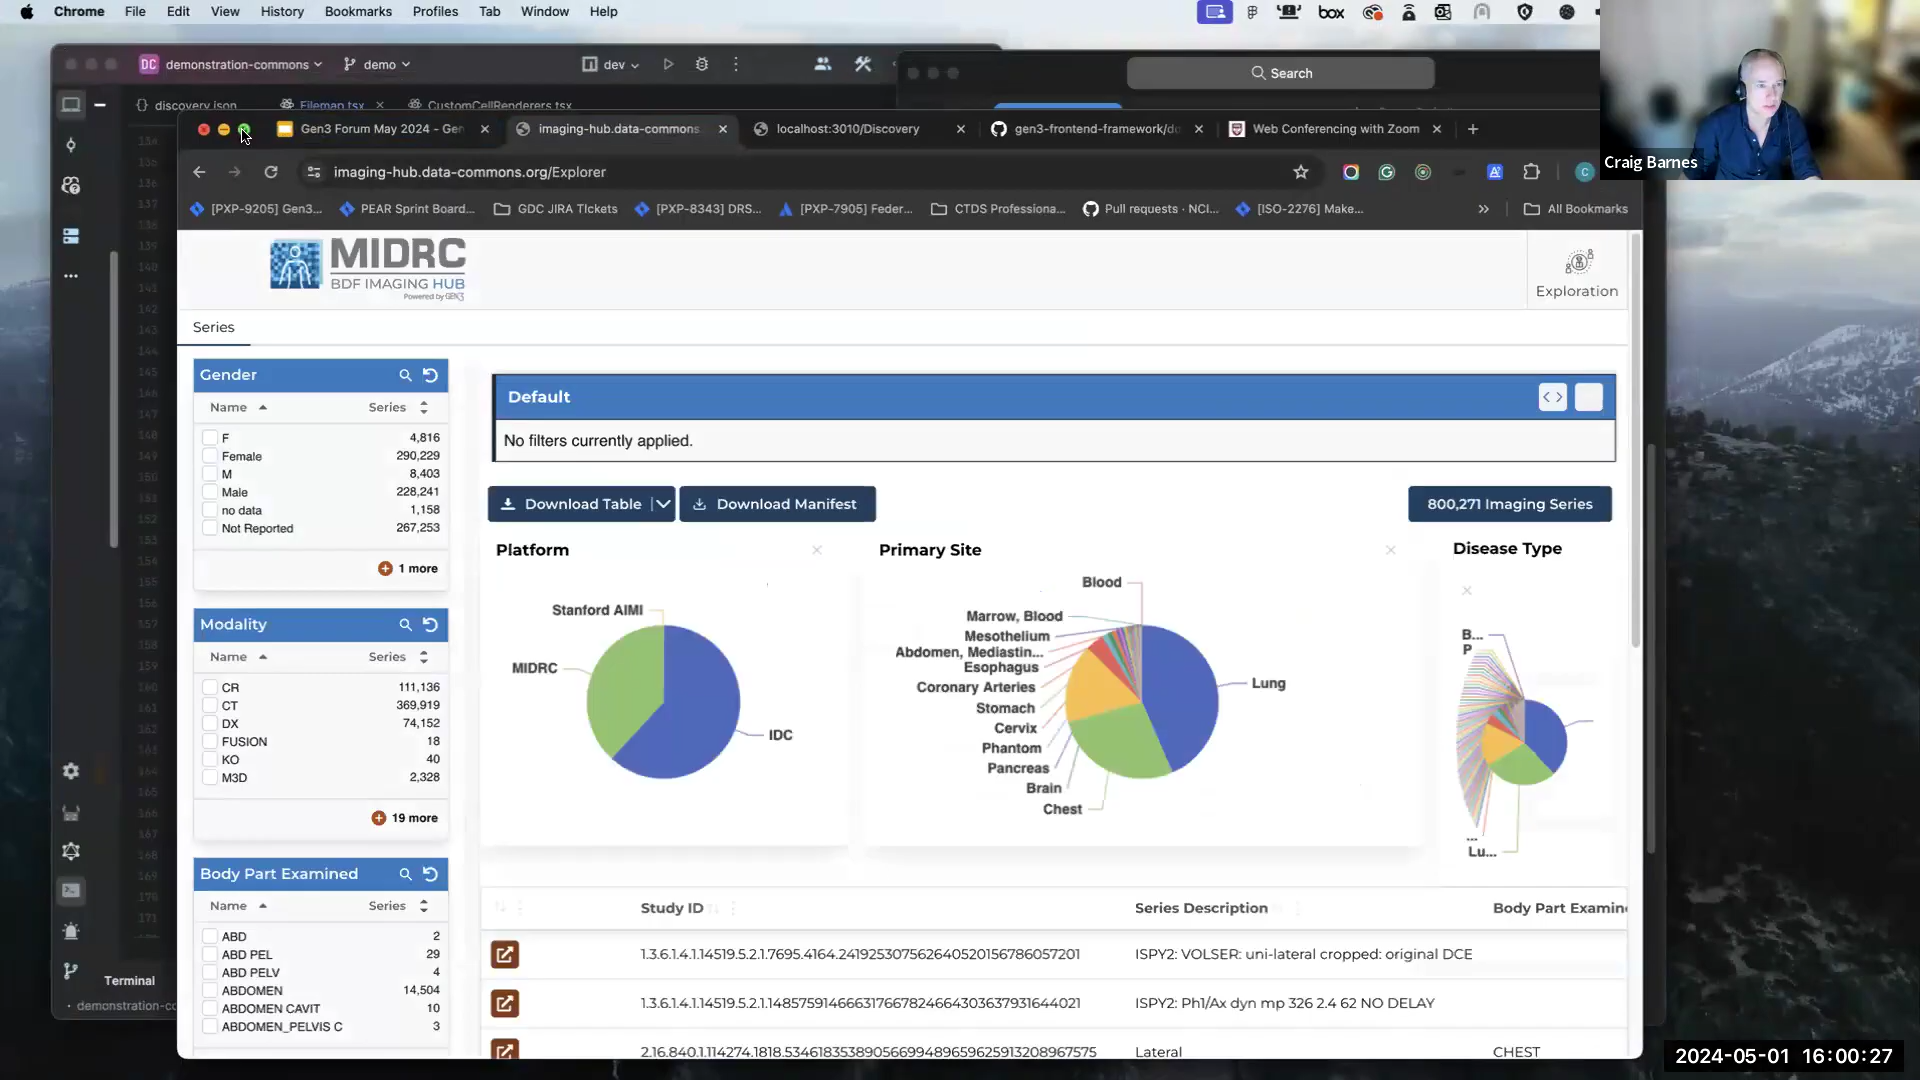 Chrome File Edit View History Bookmarks Profiles Tab Window Help
box
DC demonstration-commons demo dev
Search
discovery.json Filemap.tsx CustomCellRenderers.tsx
Gen3 Forum May 2024 - Gen
imaging-hub.data-commons.
localhost:3010/Discovery
gen3-frontend-framework/do
Web Conferencing with Zoom
imaging-hub.data-commons.org/Explorer
[PXP-9205] Gen3...
PEAR Sprint Board...
GDC JIRA TIckets
[PXP-8343] DRS...
[PXP-7905] Feder...
CTDS Professiona...
Pull requests · NCI...
[ISO-2276] Make...
All Bookmarks
Craig Barnes
MIDRC
BDF IMAGING HUB
Powered by GEN3
Exploration
Series
Gender
Name Series
F 4,816
Female 290,229
M 8,403
Male 228,241
no data 1,158
Not Reported 267,253
1 more
Modality
Name Series
CR 111,136
CT 369,919
DX 74,152
FUSION 18
KO 40
M3D 2,328
19 more
Body Part Examined
Name Series
ABD 2
ABD PEL 29
ABD PELV 4
ABDOMEN 14,504
ABDOMEN CAVIT 10
ABDOMEN_PELVIS C 3
Default
No filters currently applied.
Download Table
Download Manifest
800,271 Imaging Series
Platform
Stanford AIMI
MIDRC
IDC
Primary Site
Blood
Marrow, Blood
Mesothelium
Abdomen, Mediastin...
Esophagus
Coronary Arteries
Stomach
Cervix
Phantom
Pancreas
Brain
Chest
Lung
Disease Type
B...
P
...
Lu...
Study ID Series Description Body Part Examin
1.3.6.1.4.1.14519.5.2.1.7695.4164.241925307562640520156786057201 ISPY2: VOLSER: uni-lateral cropped: original DCE
1.3.6.1.4.1.14519.5.2.1.148575914666317667824664303637931644021 ISPY2: Ph1/Ax dyn mp 326 2.4 62 NO DELAY
2.16.840.1.114274.1818.53461835389056699489659625913208967575 Lateral CHEST
Terminal
demonstration-cc
2024-05-01 16:00:27